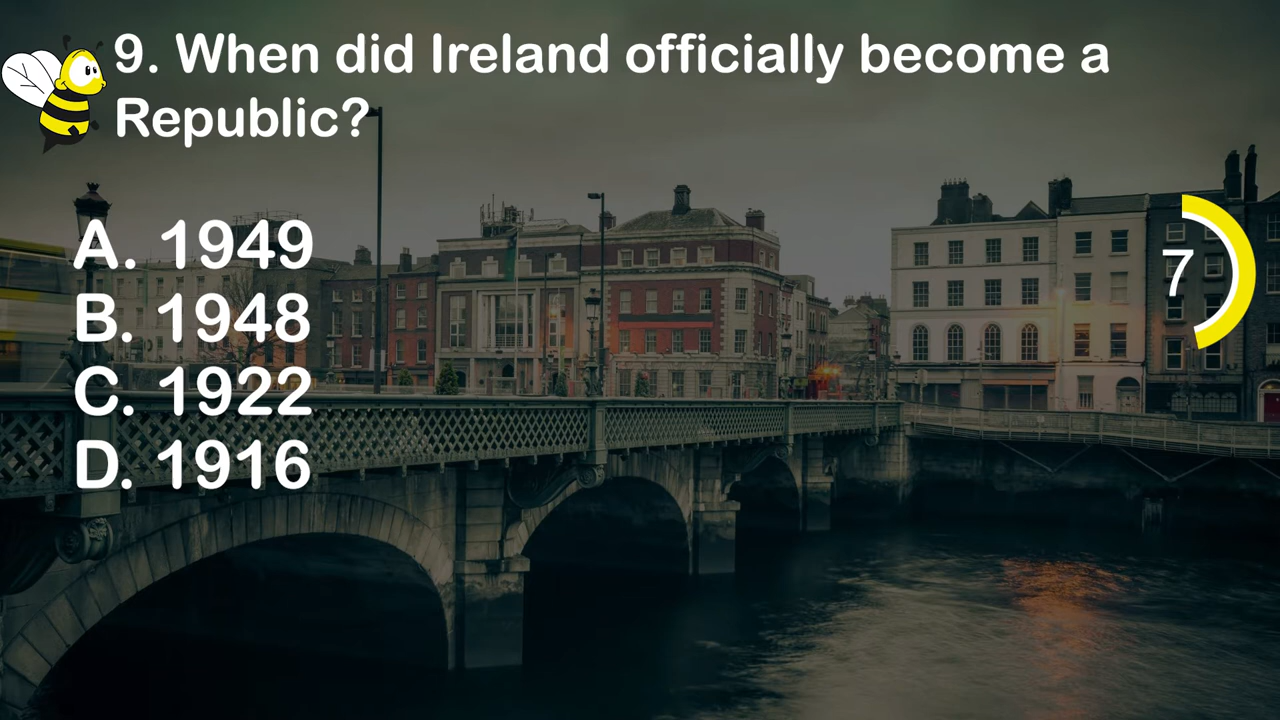 9. When did Ireland officially become a
Republic?
A. 1949
B. 1948
C. 1922
D. 1916
7